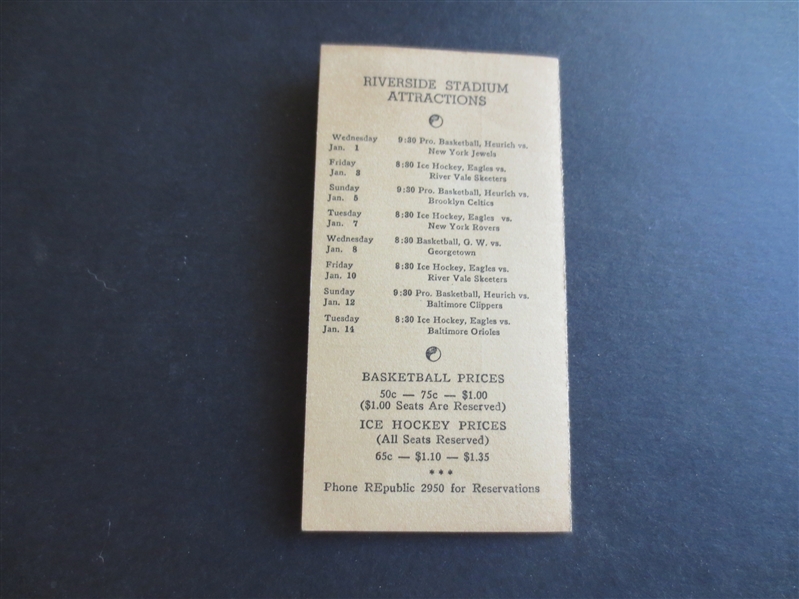 RIVERSIDE STADIUM
ATTRACTIONS
Wednesday 9:30 Pro. Basketball, Heurich vs.
Jan. 1 New York Jewels
Friday 8:30 Ice Hockey, Eagles vs.
Jan. 3 River Vale Skeeters
Sunday 9:30 Pro. Basketball, Heurich vs.
Jan. 5 Brooklyn Celtics
Tuesday 8:30 Ice Hockey, Eagles vs.
Jan. 7 New York Rovers
Wednesday 8:30 Basketball, G. W. vs.
Jan. 8 Georgetown
Friday 8:30 Ice Hockey, Eagles vs.
Jan. 10 River Vale Skeeters
Sunday 9:30 Pro. Basketball, Heurich vs.
Jan. 12 Baltimore Clippers
Tuesday 8:30 Ice Hockey, Eagles vs.
Jan. 14 Baltimore Orioles
BASKETBALL PRICES
50c — 75c — $1.00
($1.00 Seats Are Reserved)
ICE HOCKEY PRICES
(All Seats Reserved)
65c — $1.10 — $1.35
* * *
Phone REpublic 2950 for Reservations